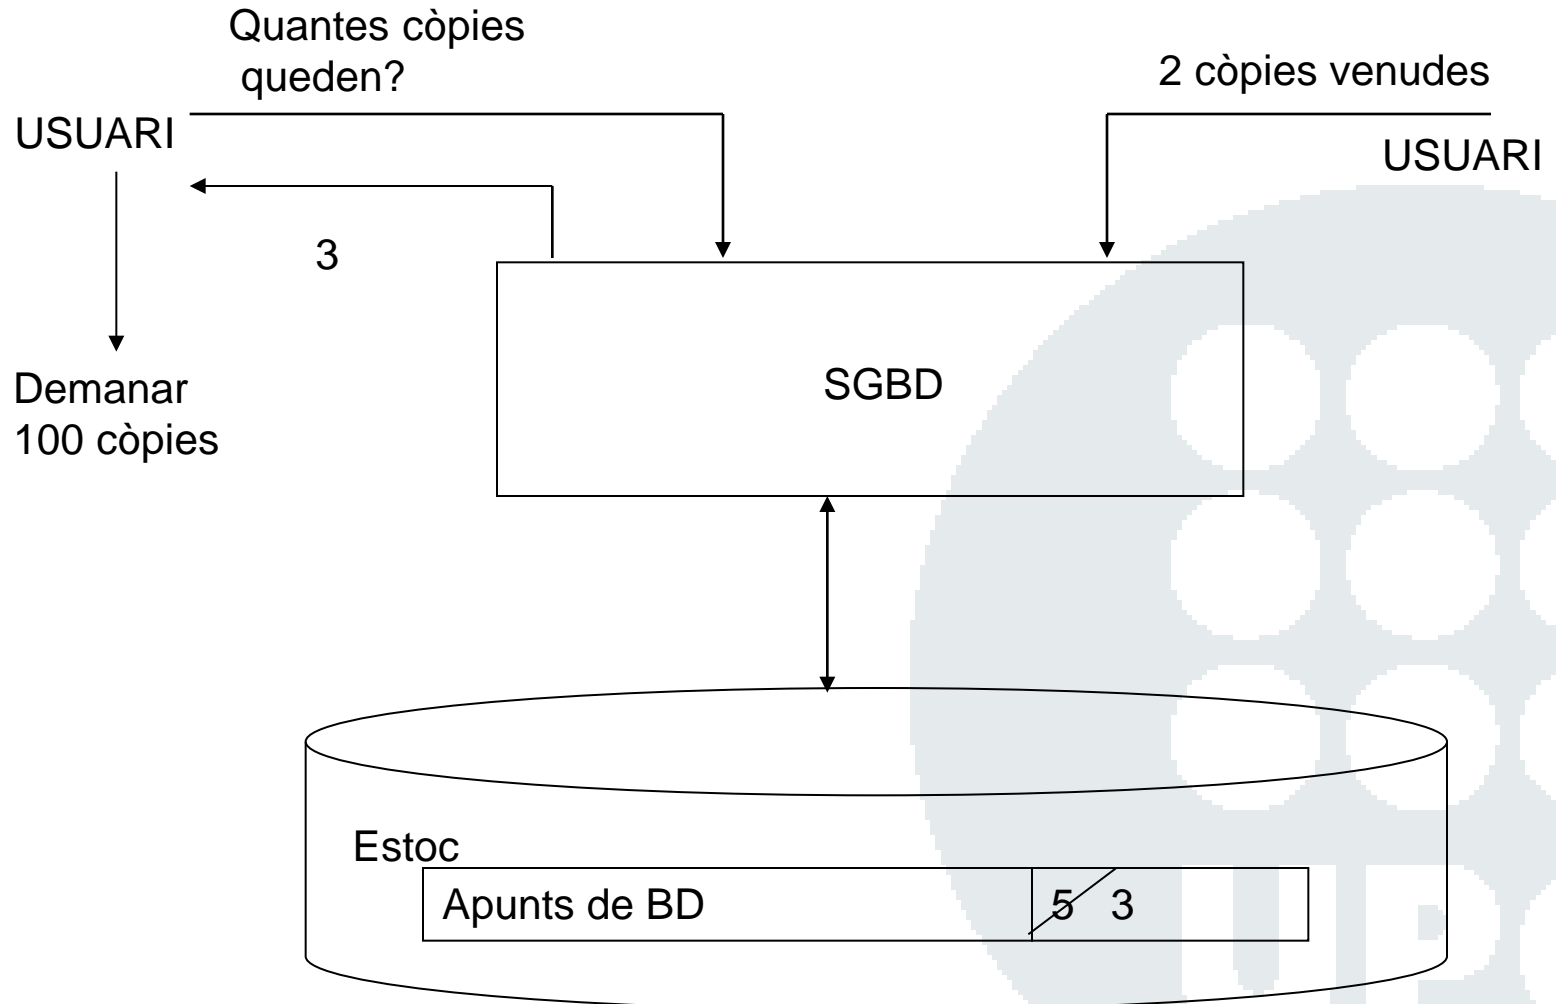 Quantes còpies
queden?
2 còpies venudes
USUARI
USUARI
3
Demanar
100 còpies
SGBD
Estoc
Apunts de BD
5 3